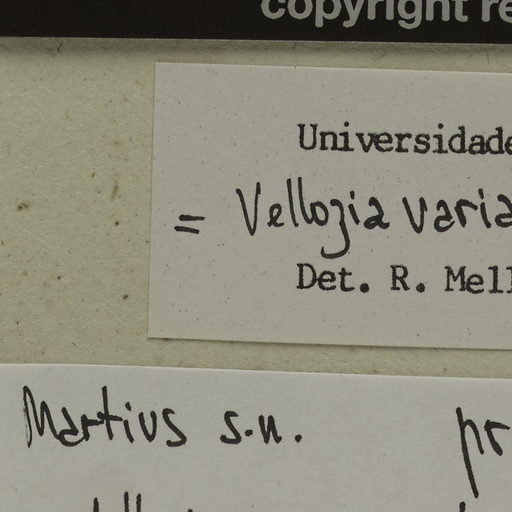 copyright re
Universidade
= Vellozia varia
Det. R. Mell
Martius s.n. pr